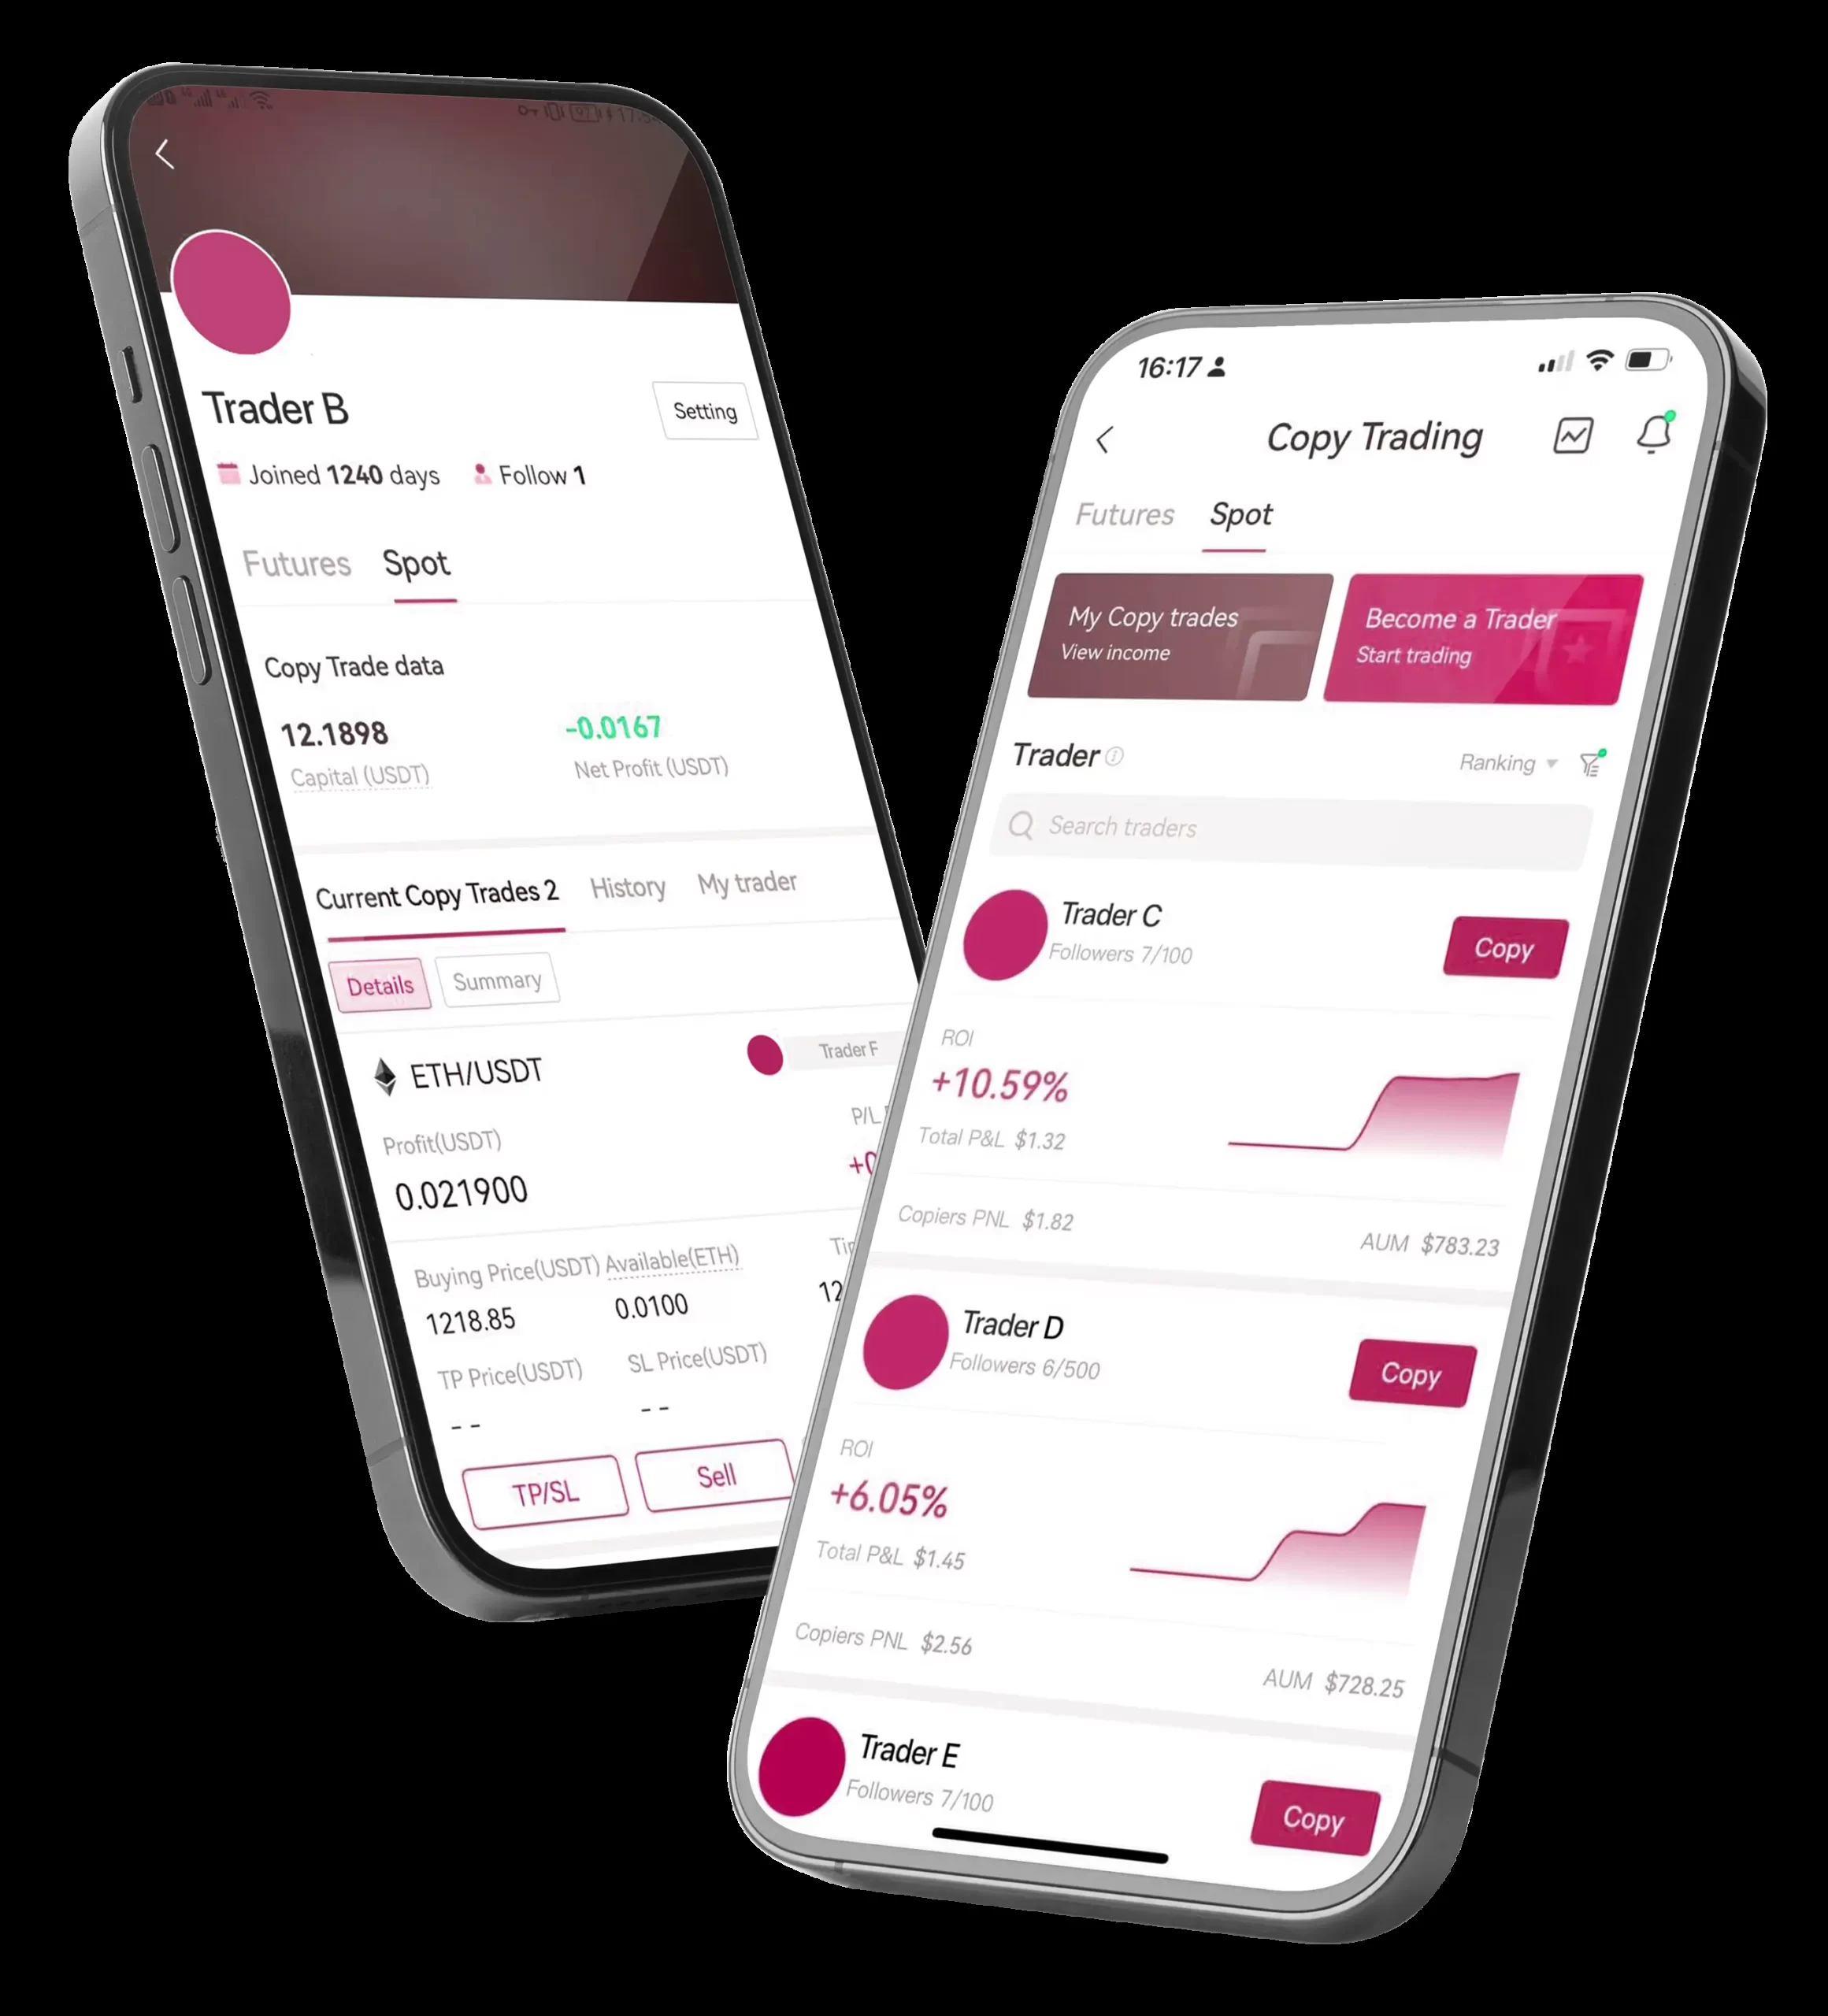 Trader B
Setting
Joined 1240 days
Follow 1
Futures Spot
Copy Trade data
12.1898 -0.0167
Capital (USDT) Net Profit (USDT)
Current Copy Trades 2 History My trader
Details Summary
ETH/USDT Trader F
Profit(USDT) P/L
0.021900
Buying Price(USDT) Available(ETH)
1218.85 0.0100 12
TP Price(USDT) SL Price(USDT)
-- --
TP/SL Sell
16:17
Copy Trading
Futures Spot
My Copy trades
View income
Become a Trader
Start trading
Trader Ranking
Search traders
Trader C
Followers 7/100
Copy
ROI
+10.59%
Total P&L $1.32
Copiers PNL $1.82 AUM $783.23
Trader D
Followers 6/500
Copy
ROI
+6.05%
Total P&L $1.45
Copiers PNL $2.56 AUM $728.25
Trader E
Followers 7/100
Copy